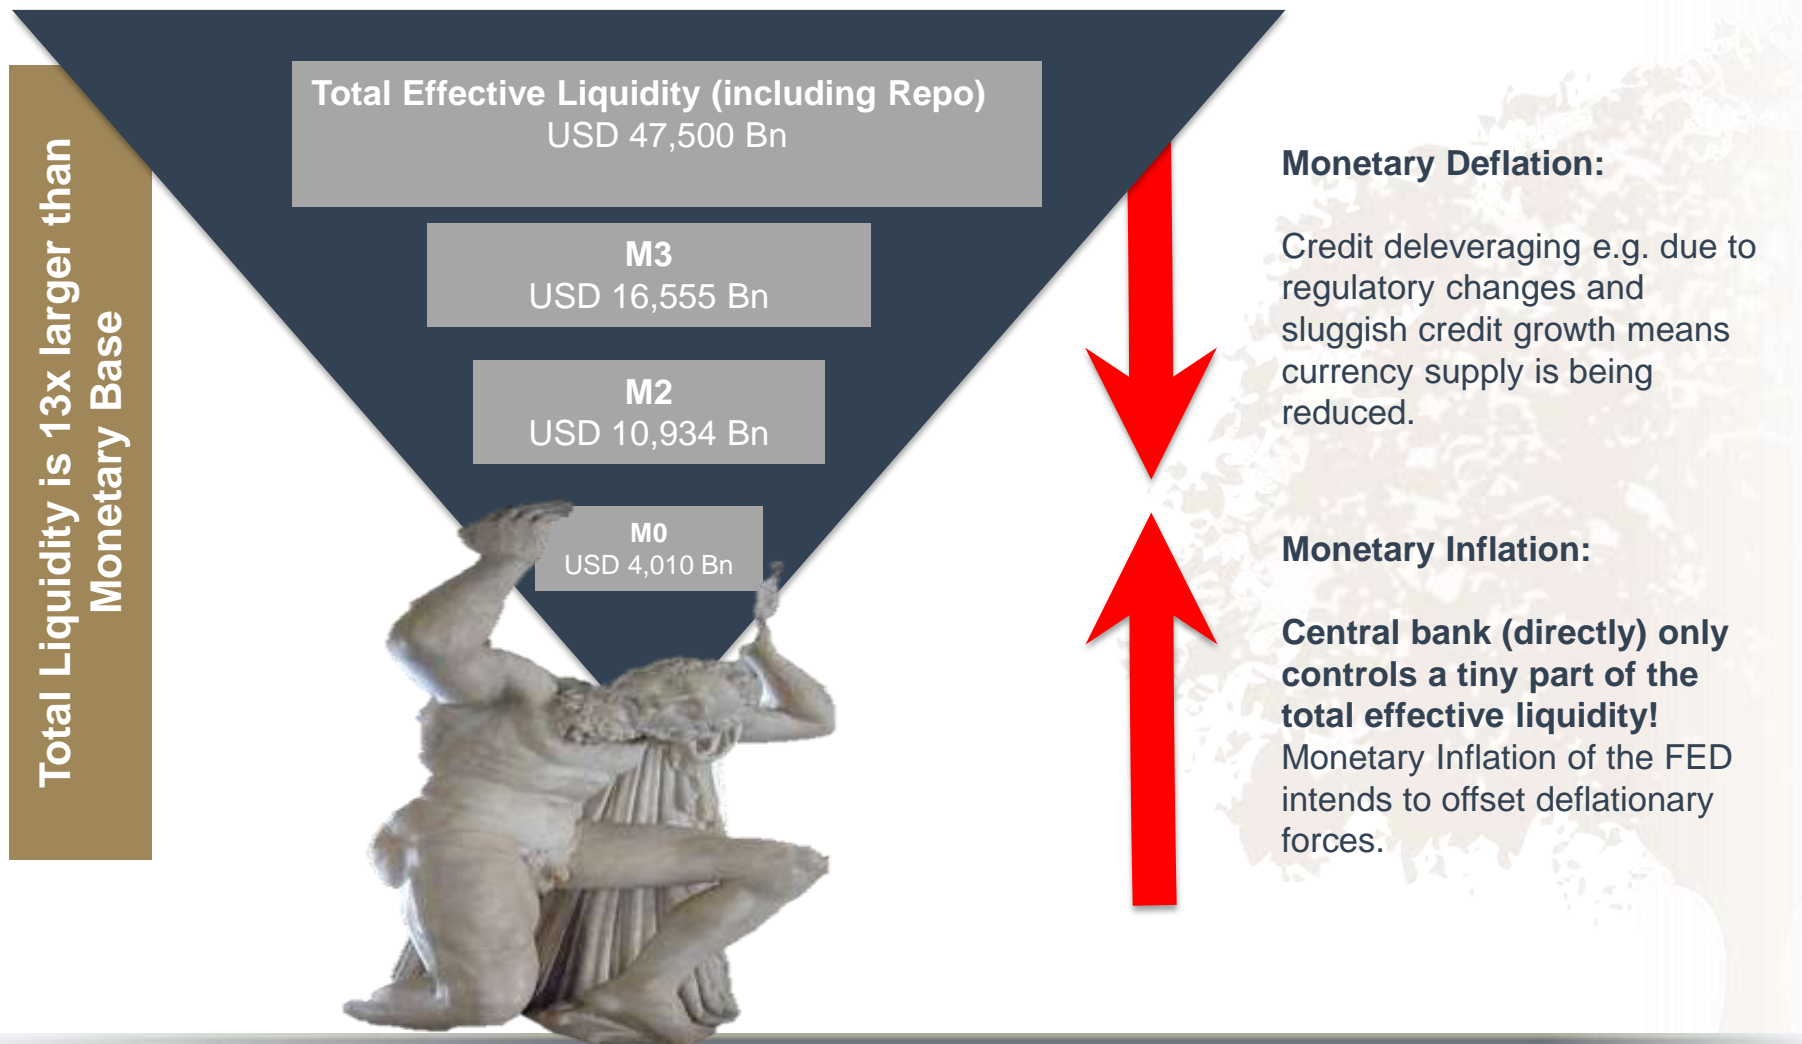 Total Liquidity is 13x larger than
Monetary Base
Total Effective Liquidity (including Repo)
USD 47,500 Bn
M3
USD 16,555 Bn
M2
USD 10,934 Bn
M0
USD 4,010 Bn
Monetary Deflation:
Credit deleveraging e.g. due to
regulatory changes and
sluggish credit growth means
currency supply is being
reduced.
Monetary Inflation:
Central bank (directly) only
controls a tiny part of the
total effective liquidity!
Monetary Inflation of the FED
intends to offset deflationary
forces.